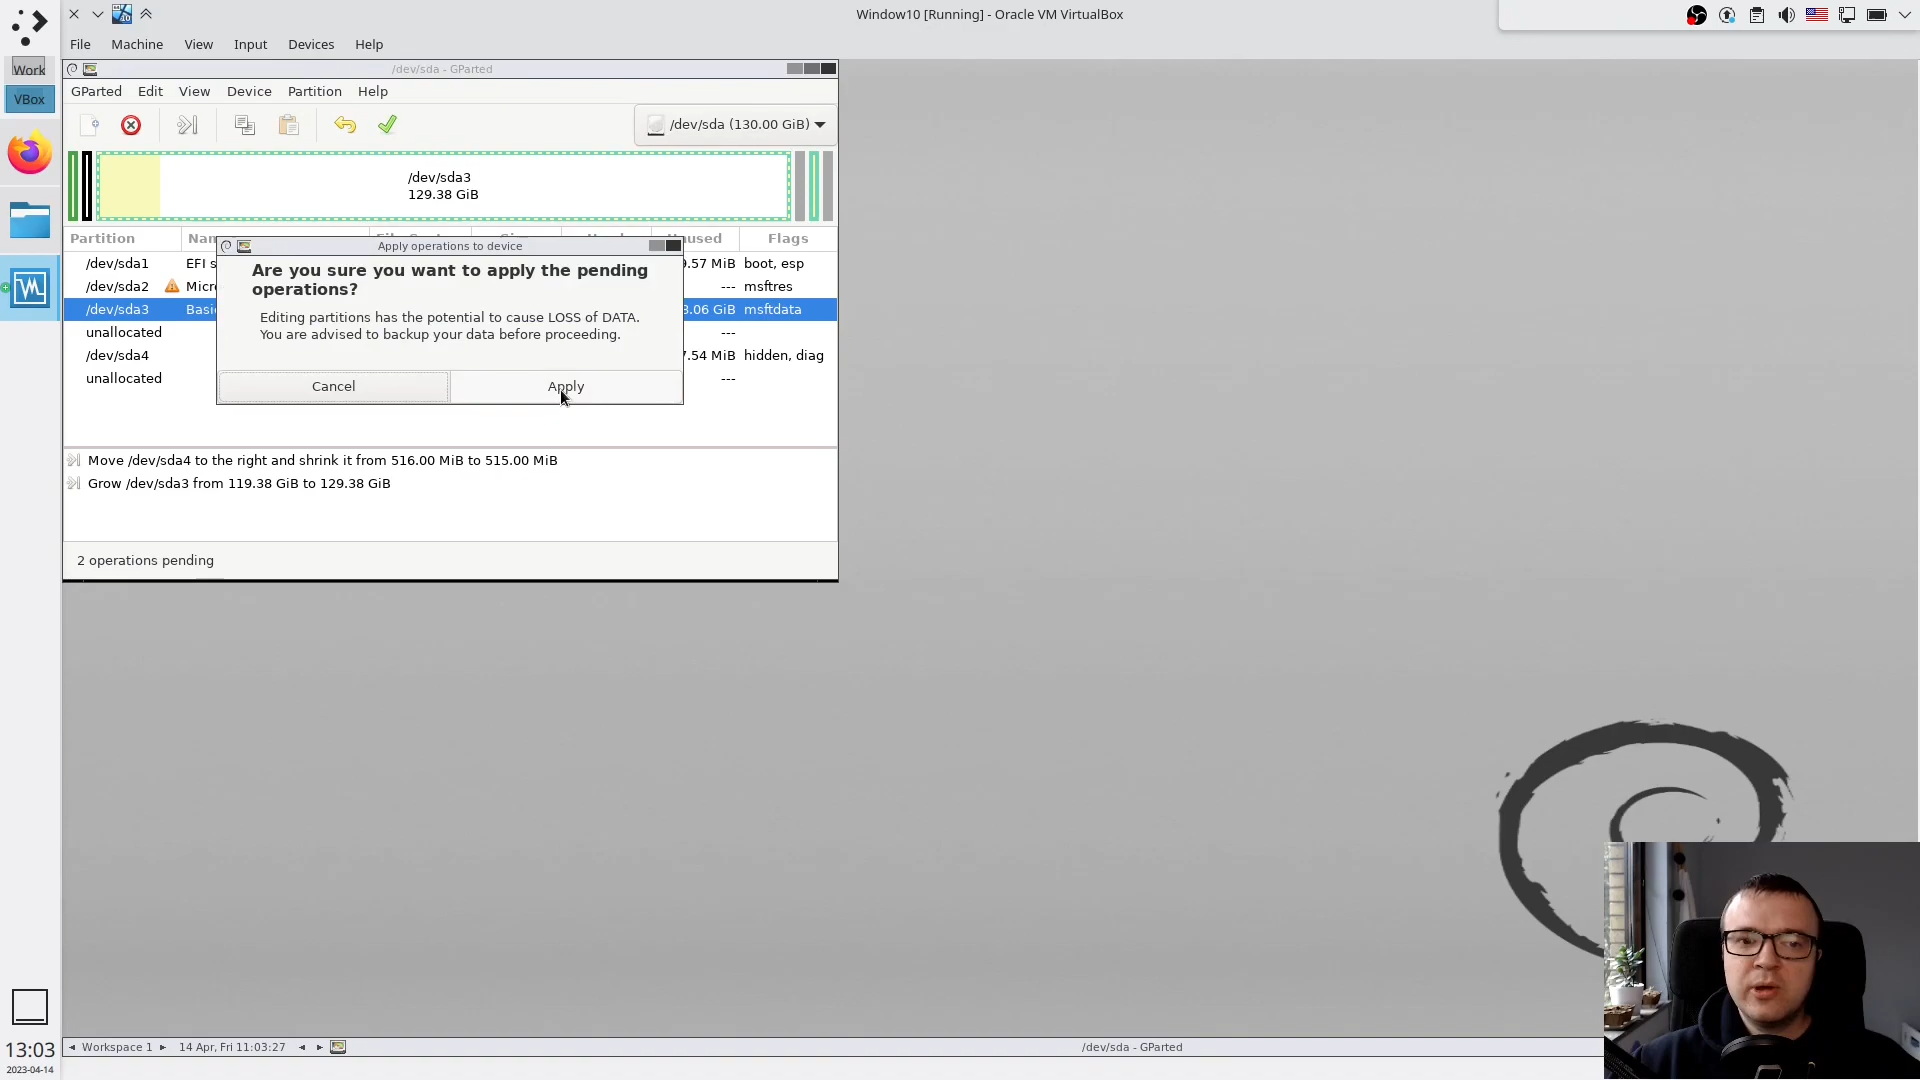 Window10 [Running] - Oracle VM VirtualBox
File Machine View Input Devices Help
Work
VBox
/dev/sda - GParted
GParted Edit View Device Partition Help
/dev/sda (130.00 GiB)
/dev/sda3
129.38 GiB
Partition
Flags
/dev/sda1 EFI s 9.57 MiB boot, esp
/dev/sda2 Micr --- msftres
/dev/sda3 Basi 3.06 GiB msftdata
unallocated ---
/dev/sda4 7.54 MiB hidden, diag
unallocated ---
Apply operations to device
Are you sure you want to apply the pending
operations?
Editing partitions has the potential to cause LOSS of DATA.
You are advised to backup your data before proceeding.
Cancel Apply
Move /dev/sda4 to the right and shrink it from 516.00 MiB to 515.00 MiB
Grow /dev/sda3 from 119.38 GiB to 129.38 GiB
2 operations pending
Workspace 1 14 Apr, Fri 11:03:27 /dev/sda - GParted
13:03
2023-04-14